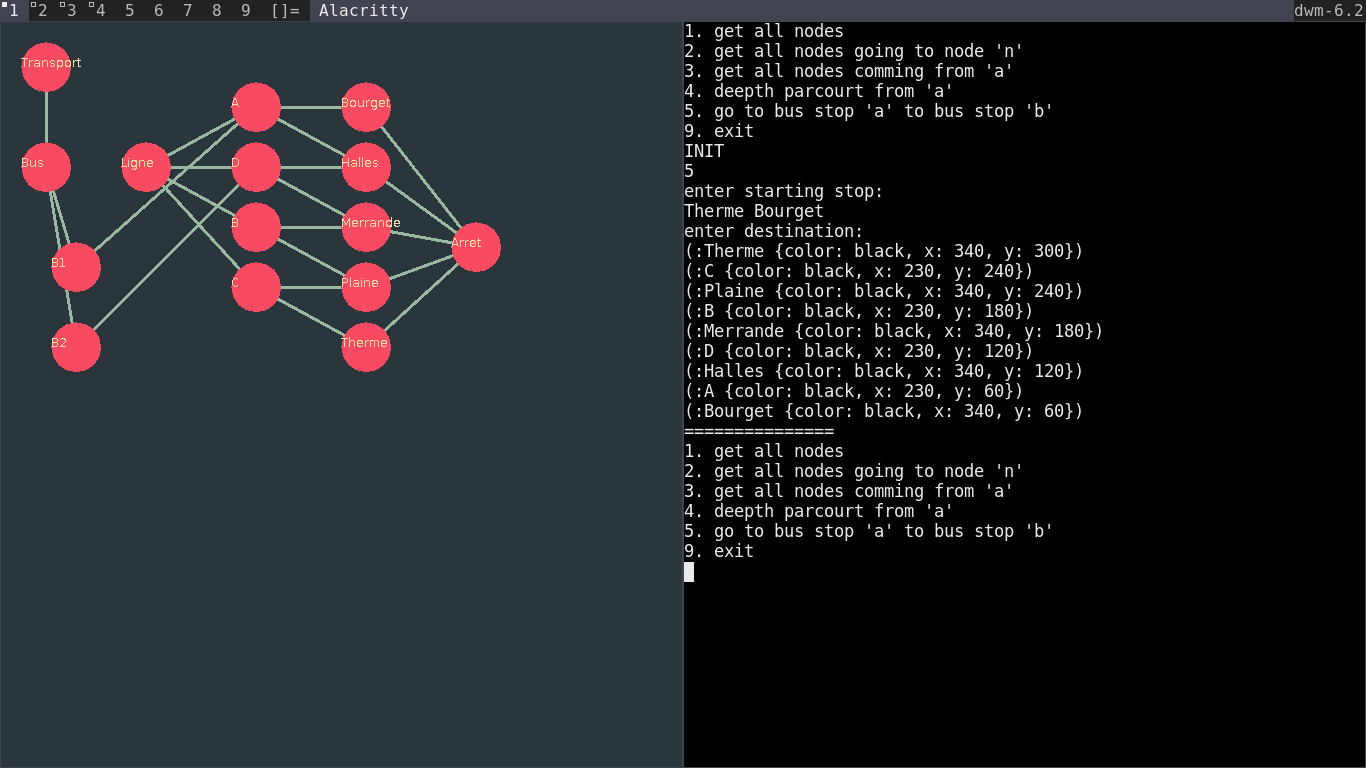 1 2 3 4 5 6 7 8 9 []= Alacritty dwm-6.2
Transport
A Bourget
Bus Ligne D Halles
B Merrande
Arret
B1
C Plaine
B2 Therme
1. get all nodes
2. get all nodes going to node 'n'
3. get all nodes comming from 'a'
4. deepth parcourt from 'a'
5. go to bus stop 'a' to bus stop 'b'
9. exit
INIT
5
enter starting stop:
Therme Bourget
enter destination:
(:Therme {color: black, x: 340, y: 300})
(:C {color: black, x: 230, y: 240})
(:Plaine {color: black, x: 340, y: 240})
(:B {color: black, x: 230, y: 180})
(:Merrande {color: black, x: 340, y: 180})
(:D {color: black, x: 230, y: 120})
(:Halles {color: black, x: 340, y: 120})
(:A {color: black, x: 230, y: 60})
(:Bourget {color: black, x: 340, y: 60})
===============
1. get all nodes
2. get all nodes going to node 'n'
3. get all nodes comming from 'a'
4. deepth parcourt from 'a'
5. go to bus stop 'a' to bus stop 'b'
9. exit